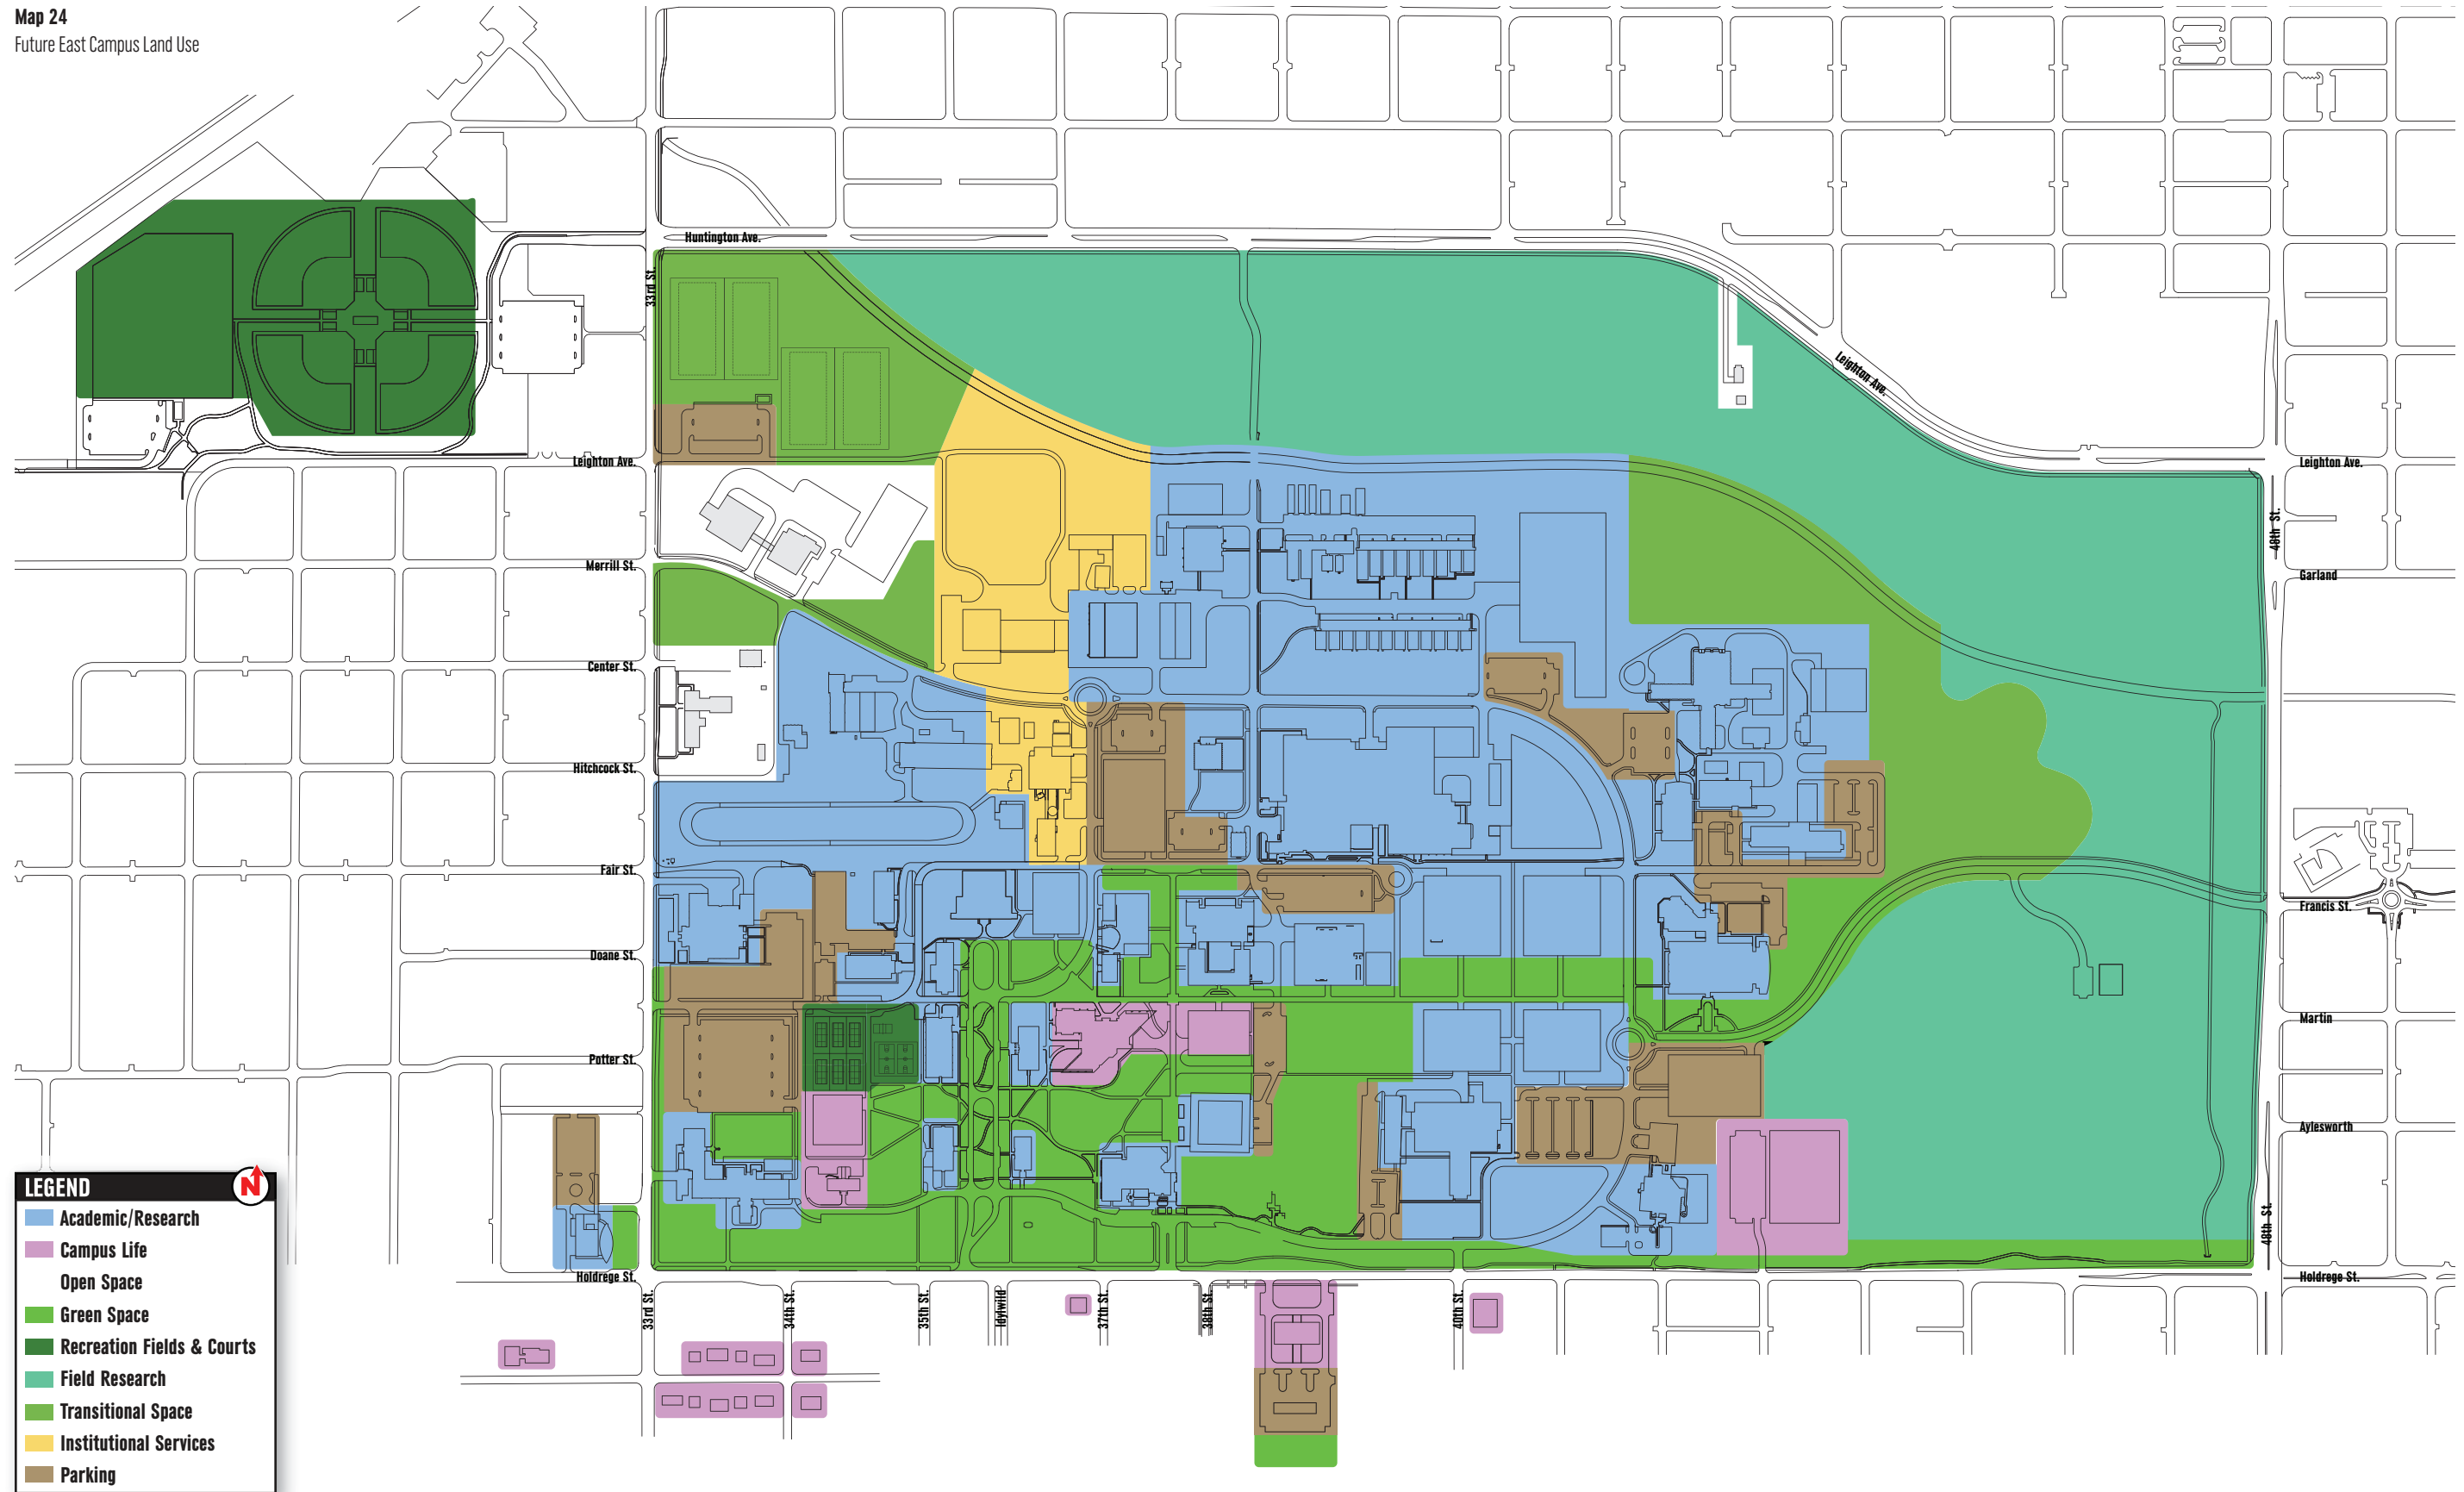 Map 24
Future East Campus Land Use
Huntington Ave.
33rd St.
Leighton Ave.
Leighton Ave.
Leighton Ave.
48th St.
Merrill St.
Garland
Center St.
Hitchcock St.
Fair St.
Francis St.
Doane St.
Martin
Potter St.
Aylesworth
48th St.
Holdrege St.
Holdrege St.
33rd St.
34th St.
35th St.
Idylwild
37th St.
38th St.
40th St.
LEGEND
N
Academic/Research
Campus Life
Open Space
Green Space
Recreation Fields & Courts
Field Research
Transitional Space
Institutional Services
Parking